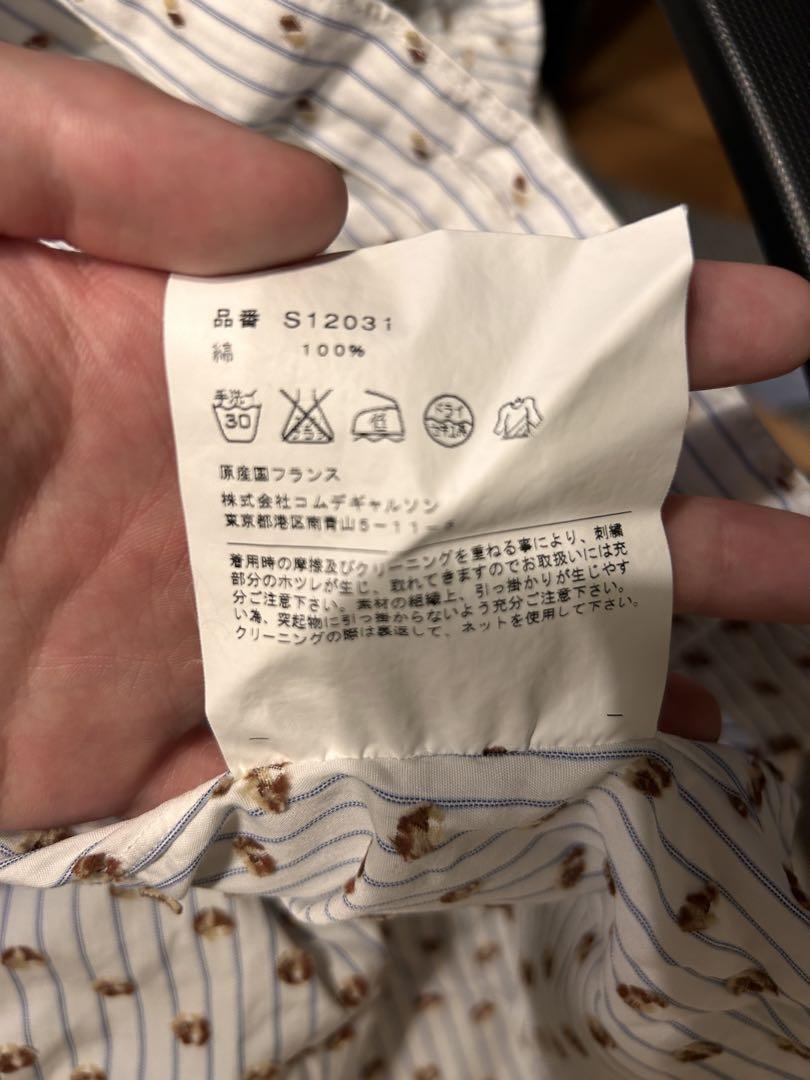 品番 S12031
綿 100%
手洗イ
30
低
ドライ
原産国フランス
株式会社コムデギャルソン
東京都港区南青山5-11-
着用時の摩擦及びクリーニングを重ねる事により、刺繍
部分のホツレが生じ、取れてきますのでお取扱いには充
分ご注意下さい。素材の組織上、引っ掛かりが生じやす
い為、突起物に引っ掛からないよう充分ご注意下さい。
クリーニングの際は裏返して、ネットを使用して下さい。